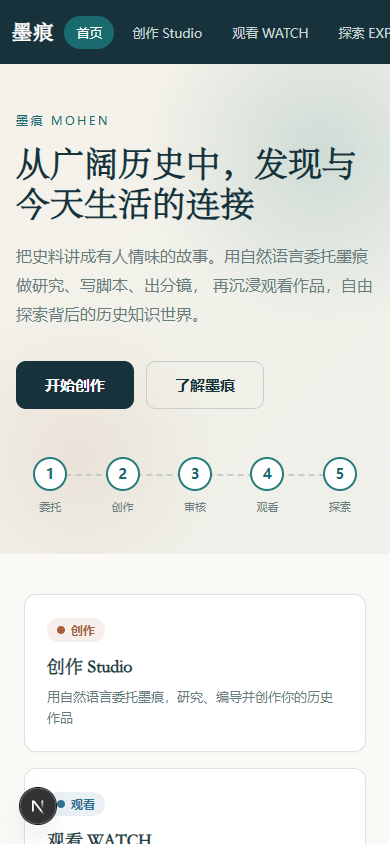 墨痕 首页 创作 Studio 观看 WATCH 探索 EXP
墨痕 MOHEN
从广阔历史中，发现与
今天生活的连接
把史料讲成有人情味的故事。用自然语言委托墨痕
做研究、写脚本、出分镜， 再沉浸观看作品，自由
探索背后的历史知识世界。
开始创作 了解墨痕
1 2 3 4 5
委托 创作 审核 观看 探索
创作
创作 Studio
用自然语言委托墨痕，研究、编导并创作你的历史
作品
N 观看
观看 WATCH